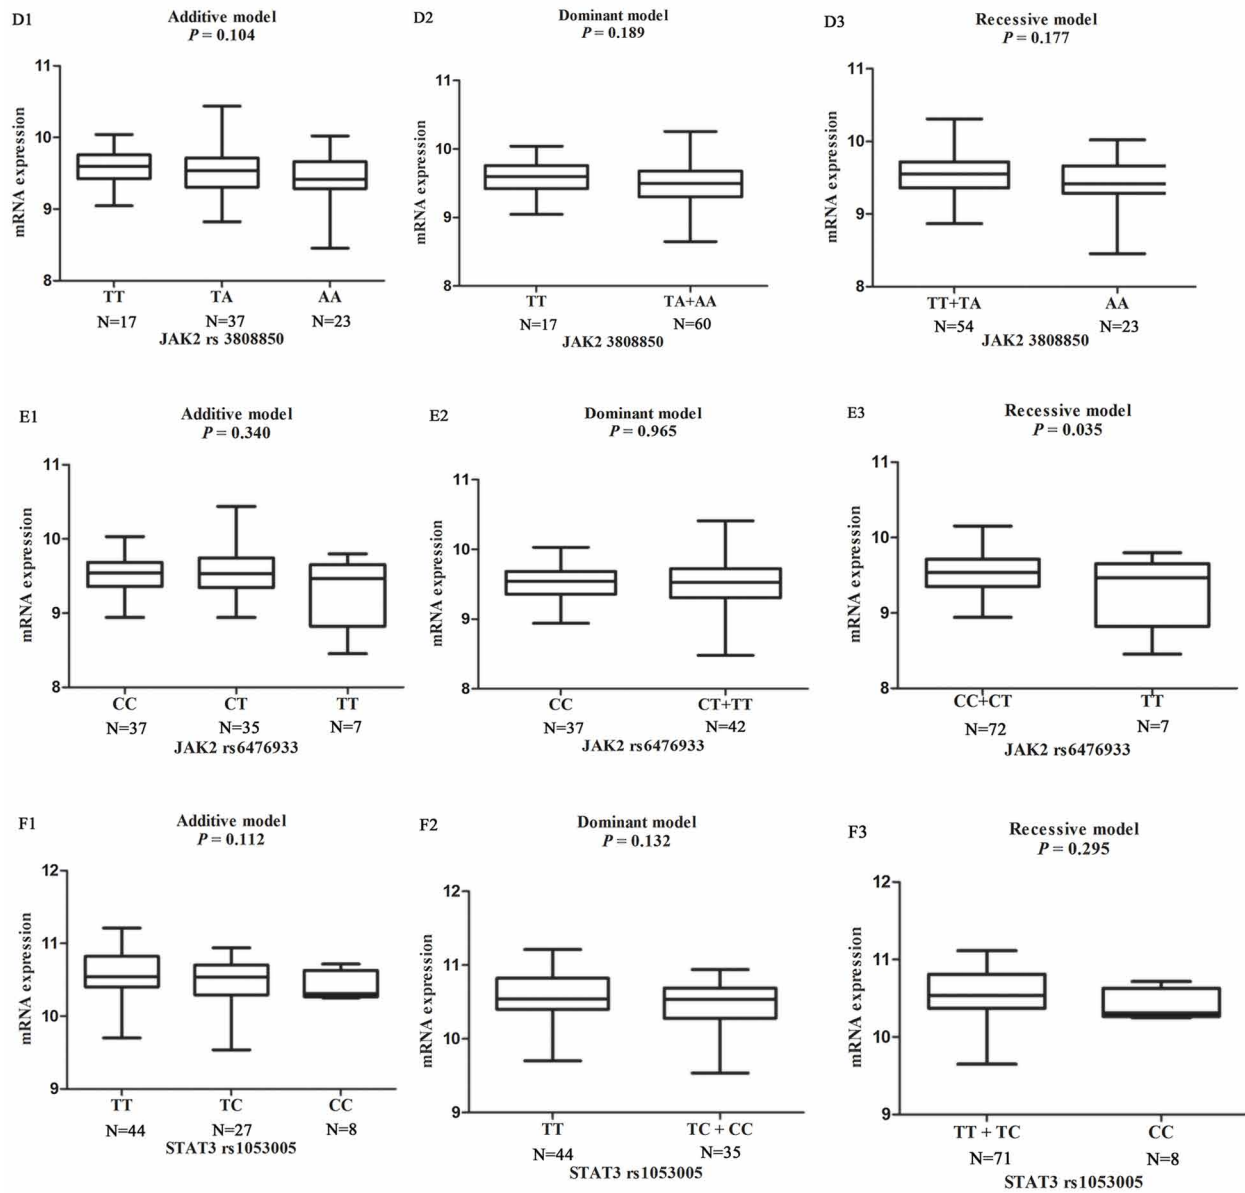 D1
Additive model
P = 0.104
mRNA expression
11
10
9
8
TT
TA
AA
N=17
N=37
N=23
JAK2 rs 3808850
D2
Dominant model
P = 0.189
mRNA expression
11
10
9
8
TT
TA+AA
N=17
N=60
JAK2 3808850
D3
Recessive model
P = 0.177
mRNA expression
11
10
9
8
TT+TA
AA
N=54
N=23
JAK2 3808850
E1
Additive model
P = 0.340
mRNA expression
11
10
9
8
CC
CT
TT
N=37
N=35
N=7
JAK2 rs6476933
E2
Dominant model
P = 0.965
mRNA expression
11
10
9
8
CC
CT+TT
N=37
N=42
JAK2 rs6476933
E3
Recessive model
P = 0.035
mRNA expression
11
10
9
8
CC+CT
TT
N=72
N=7
JAK2 rs6476933
F1
Additive model
P = 0.112
mRNA expression
12
11
10
9
TT
TC
CC
N=44
N=27
N=8
STAT3 rs1053005
F2
Dominant model
P = 0.132
mRNA expression
12
11
10
9
TT
TC + CC
N=44
N=35
STAT3 rs1053005
F3
Recessive model
P = 0.295
mRNA expression
12
11
10
9
TT + TC
CC
N=71
N=8
STAT3 rs1053005